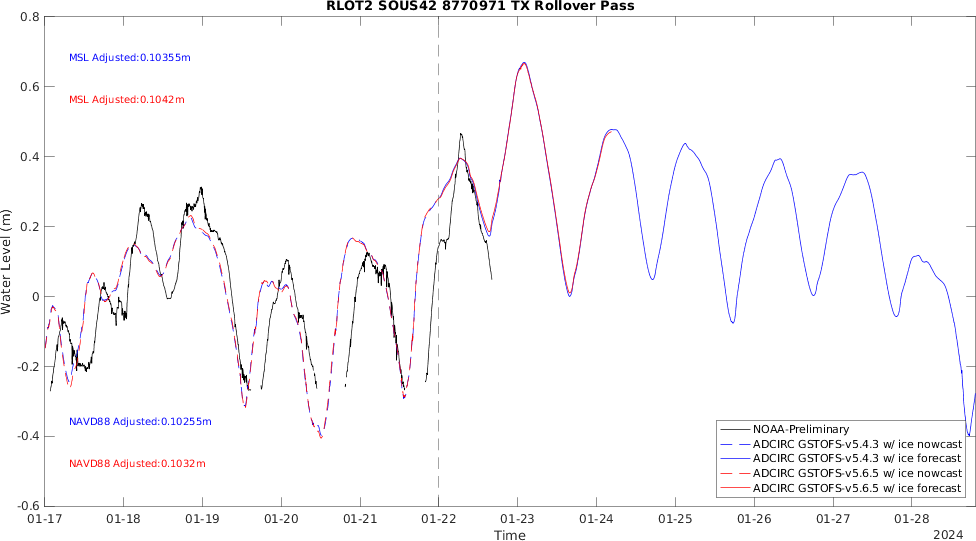 RLOT2 SOUS42 8770971 TX Rollover Pass
0.8
0.6
0.4
0.2
0
-0.2
-0.4
-0.6
Water Level (m)
MSL Adjusted:0.10355m
MSL Adjusted:0.1042m
NAVD88 Adjusted:0.10255m
NAVD88 Adjusted:0.1032m
NOAA-Preliminary
ADCIRC GSTOFS-v5.4.3 w/ ice nowcast
ADCIRC GSTOFS-v5.4.3 w/ ice forecast
ADCIRC GSTOFS-v5.6.5 w/ ice nowcast
ADCIRC GSTOFS-v5.6.5 w/ ice forecast
01-17 01-18 01-19 01-20 01-21 01-22 01-23 01-24 01-25 01-26 01-27 01-28
Time
2024